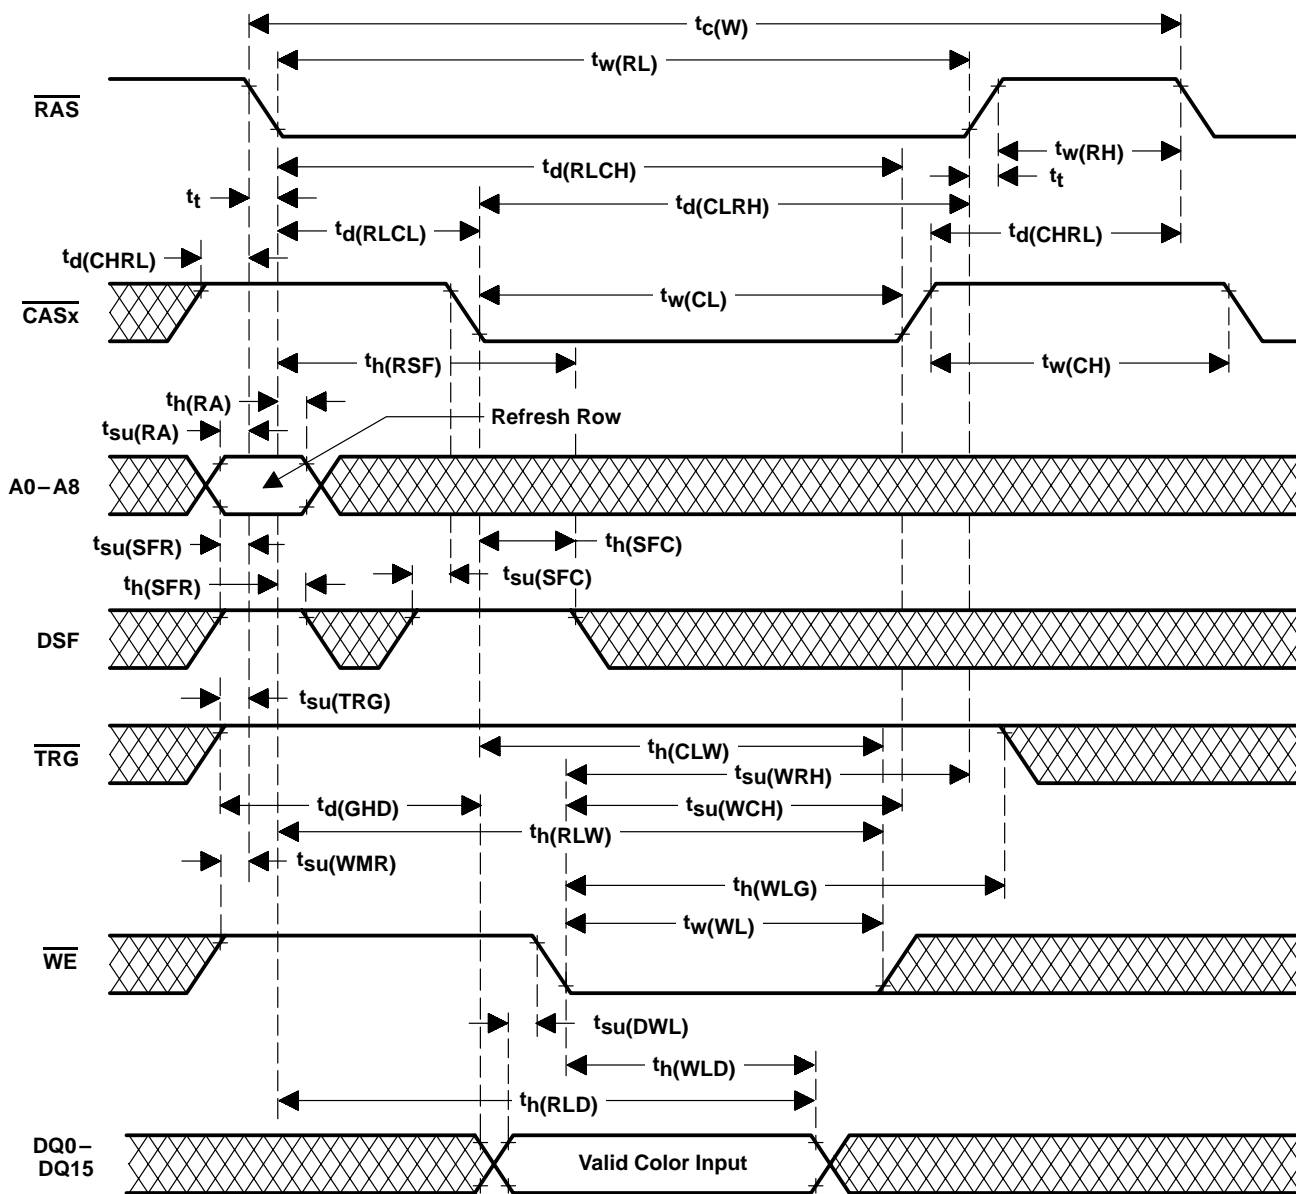 tc(W)
tw(RL)
RAS
tw(RH)
td(RLCH)
tt
tt
td(CLRH)
td(RLCL)
td(CHRL)
td(CHRL)
CASx
tw(CL)
th(RSF)
tw(CH)
th(RA)
Refresh Row
tsu(RA)
A0–A8
tsu(SFR)
th(SFC)
th(SFR)
tsu(SFC)
DSF
tsu(TRG)
TRG
th(CLW)
tsu(WRH)
td(GHD)
tsu(WCH)
th(RLW)
tsu(WMR)
th(WLG)
tw(WL)
WE
tsu(DWL)
th(WLD)
th(RLD)
DQ0–
DQ15
Valid Color Input